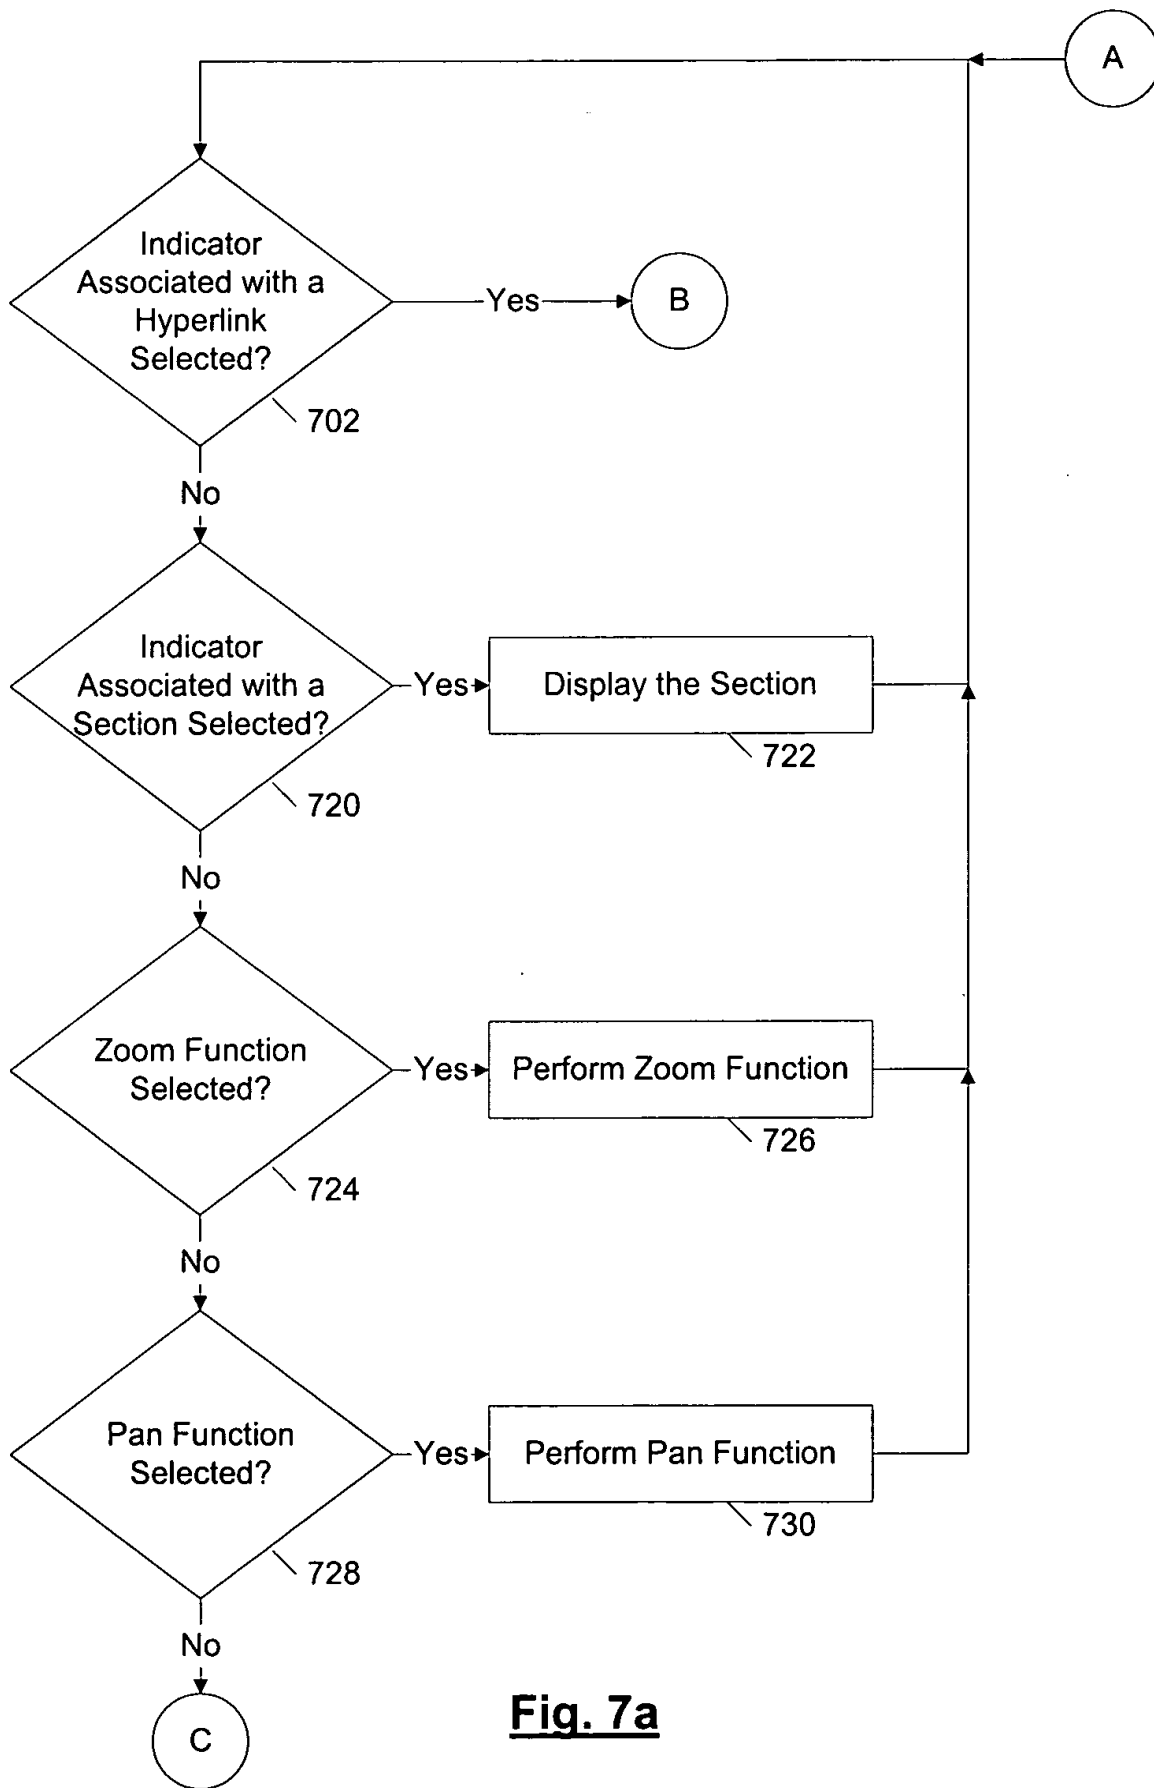 A
Indicator
Associated with a
Hyperlink
Selected?
Yes
B
702
No
Indicator
Associated with a
Section Selected?
Yes
Display the Section
722
720
No
Zoom Function
Selected?
Yes
Perform Zoom Function
726
724
No
Pan Function
Selected?
Yes
Perform Pan Function
730
728
No
C
Fig. 7a